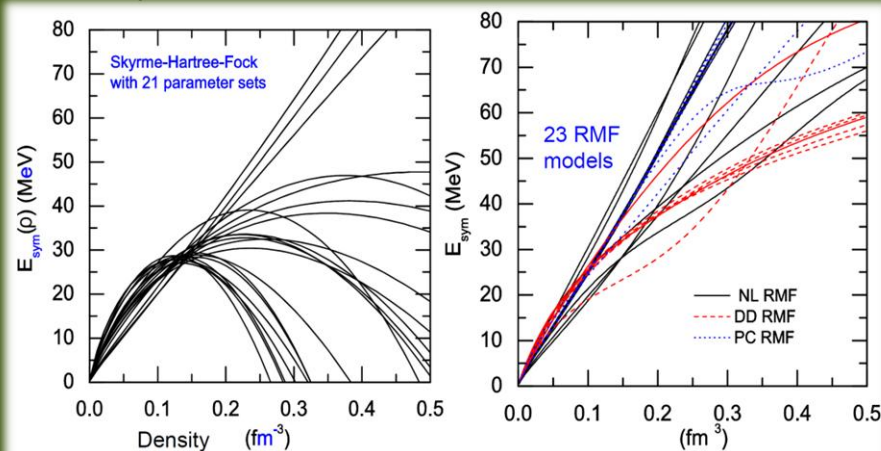 80
70
60
50
40
30
20
10
0
E_sym(ρ) (MeV)
Skyrme-Hartree-Fock
with 21 parameter sets
0.0 0.1 0.2 0.3 0.4 0.5
Density (fm⁻³)
80
70
60
50
40
30
20
10
0
E_sym (MeV)
23 RMF
models
NL RMF
DD RMF
PC RMF
0.0 0.1 0.2 0.3 0.4 0.5
(fm ³)